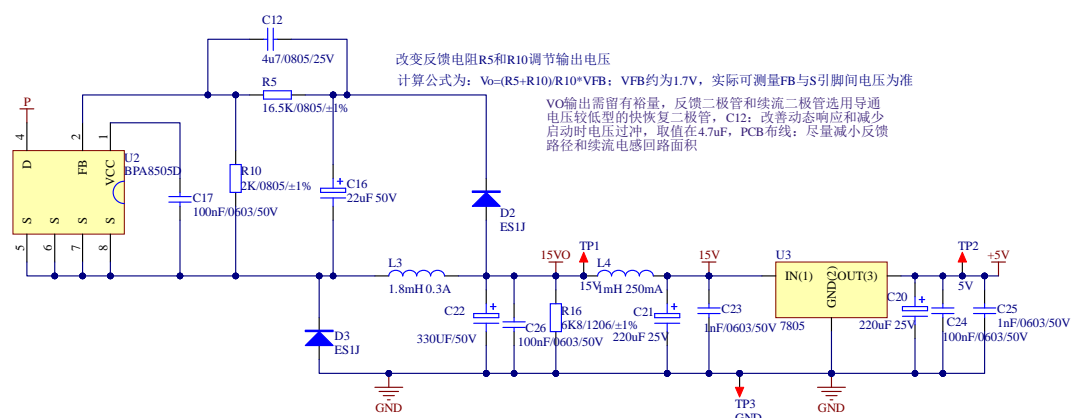 C12
4u7/0805/25V
改变反馈电阻R5和R10调节输出电压
计算公式为：Vo=(R5+R10)/R10*VFB；VFB约为1.7V，实际可测量FB与S引脚间电压为准
VO输出需留有裕量，反馈二极管和续流二极管选用导通
电压较低型的快恢复二极管，C12：改善动态响应和减少
启动时电压过冲，取值在4.7uF，PCB布线：尽量减小反馈
路径和续流电感回路面积
R5
16.5K/0805/±1%
P
4
2
1
D
FB
VCC
U2
BPA8505D
S
S
S
S
5
6
7
8
C17
100nF/0603/50V
R10
2K/0805/±1%
C16
22uF 50V
D2
ES1J
L3
1.8mH 0.3A
D3
ES1J
15VO
TP1
15V
L4
1mH 250mA
15V
U3
IN(1)
GND(2)
OUT(3)
7805
TP2
5V
+5V
C22
330UF/50V
C26
100nF/0603/50V
R16
6K8/1206/±1%
C21
220uF 25V
C23
1nF/0603/50V
C20
220uF 25V
C24
100nF/0603/50V
C25
1nF/0603/50V
GND
TP3
GND
GND